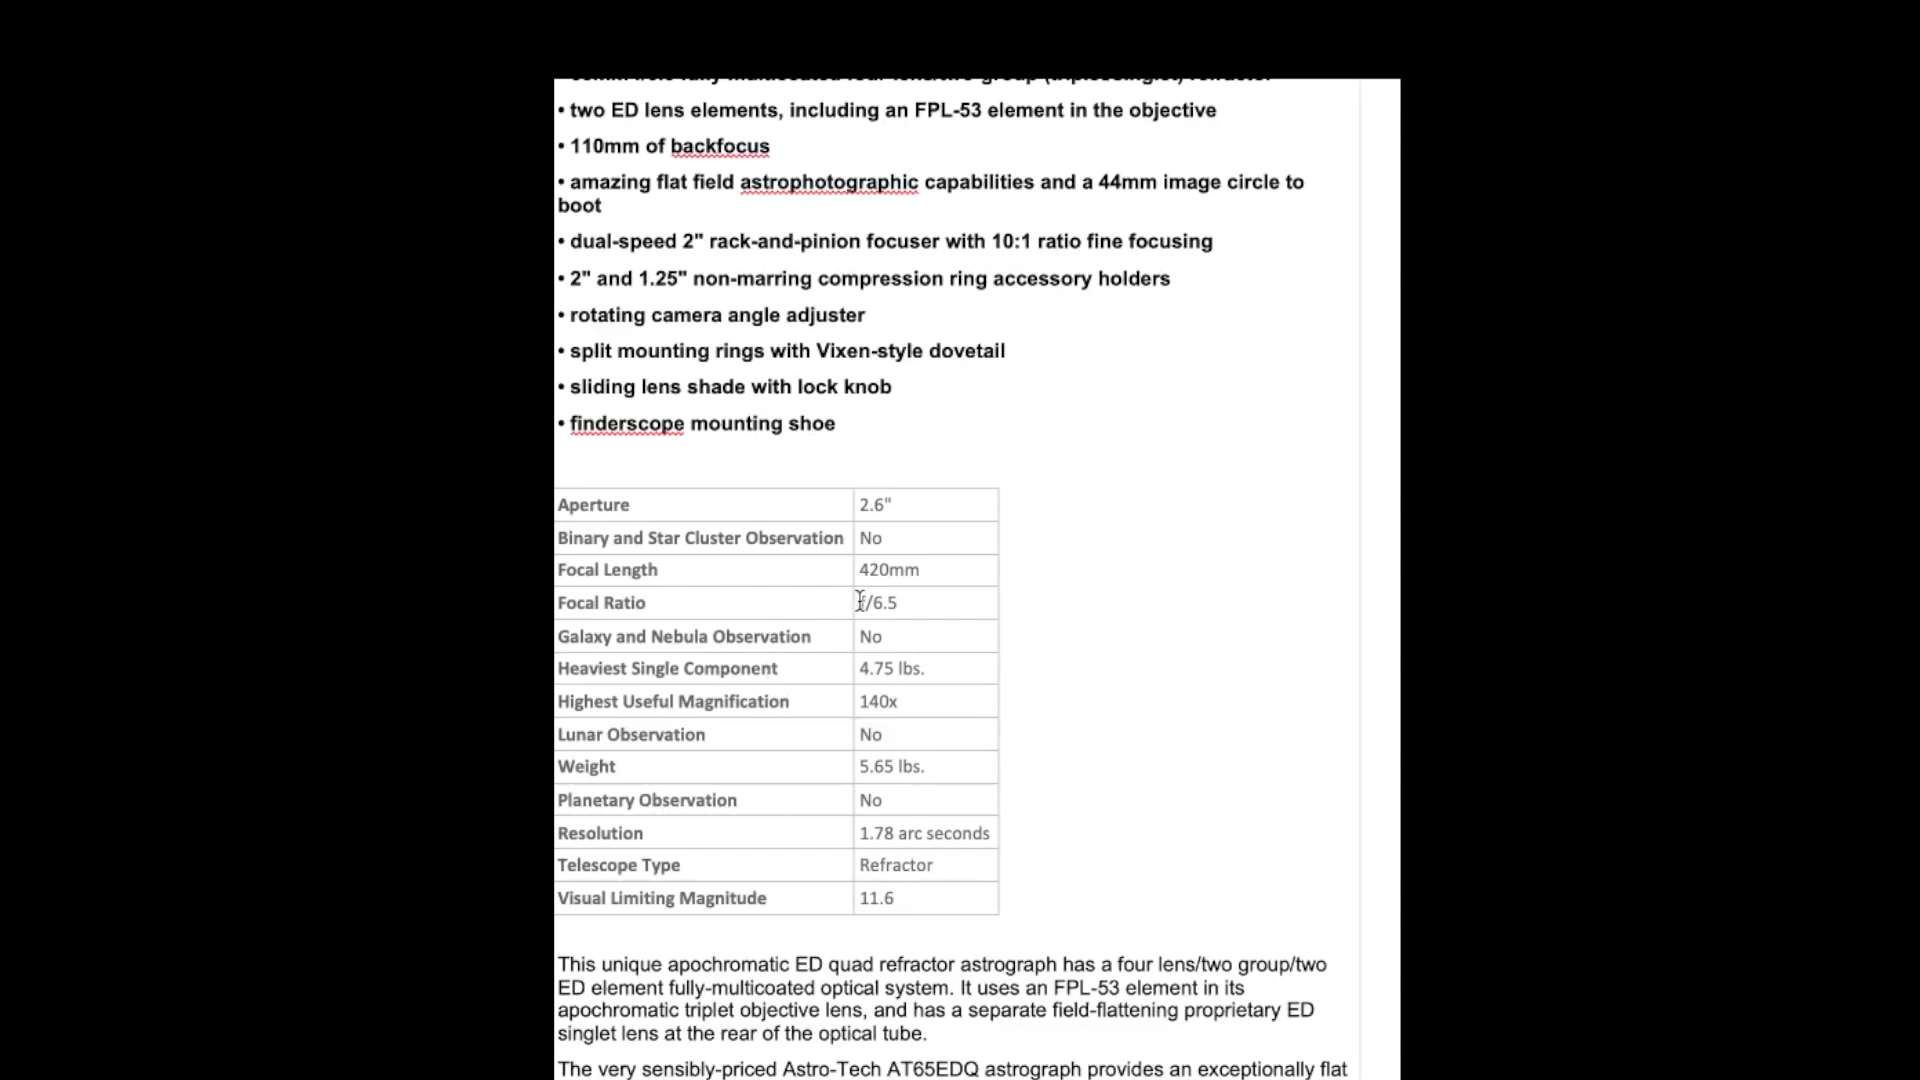 • two ED lens elements, including an FPL-53 element in the objective
• 110mm of backfocus
• amazing flat field astrophotographic capabilities and a 44mm image circle to
boot
• dual-speed 2" rack-and-pinion focuser with 10:1 ratio fine focusing
• 2" and 1.25" non-marring compression ring accessory holders
• rotating camera angle adjuster
• split mounting rings with Vixen-style dovetail
• sliding lens shade with lock knob
• finderscope mounting shoe
Aperture 2.6"
Binary and Star Cluster Observation No
Focal Length 420mm
Focal Ratio f/6.5
Galaxy and Nebula Observation No
Heaviest Single Component 4.75 lbs.
Highest Useful Magnification 140x
Lunar Observation No
Weight 5.65 lbs.
Planetary Observation No
Resolution 1.78 arc seconds
Telescope Type Refractor
Visual Limiting Magnitude 11.6
This unique apochromatic ED quad refractor astrograph has a four lens/two group/two
ED element fully-multicoated optical system. It uses an FPL-53 element in its
apochromatic triplet objective lens, and has a separate field-flattening proprietary ED
singlet lens at the rear of the optical tube.
The very sensibly-priced Astro-Tech AT65EDQ astrograph provides an exceptionally flat